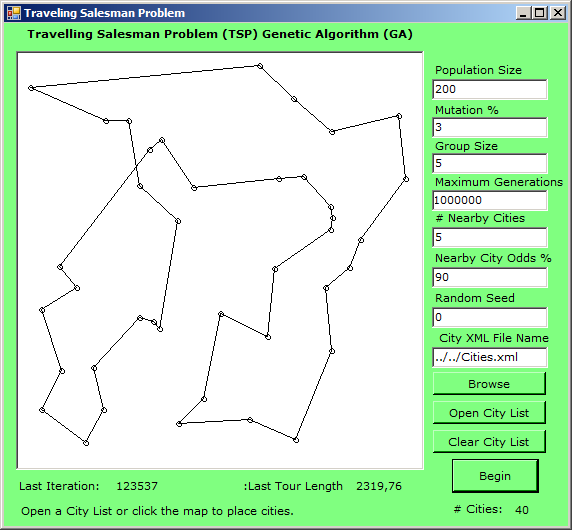 Traveling Salesman Problem
Travelling Salesman Problem (TSP) Genetic Algorithm (GA)
Population Size
200
Mutation %
3
Group Size
5
Maximum Generations
1000000
# Nearby Cities
5
Nearby City Odds %
90
Random Seed
0
City XML File Name
../../Cities.xml
Browse
Open City List
Clear City List
Begin
Last Iteration: 123537 :Last Tour Length 2319,76
Open a City List or click the map to place cities. # Cities: 40